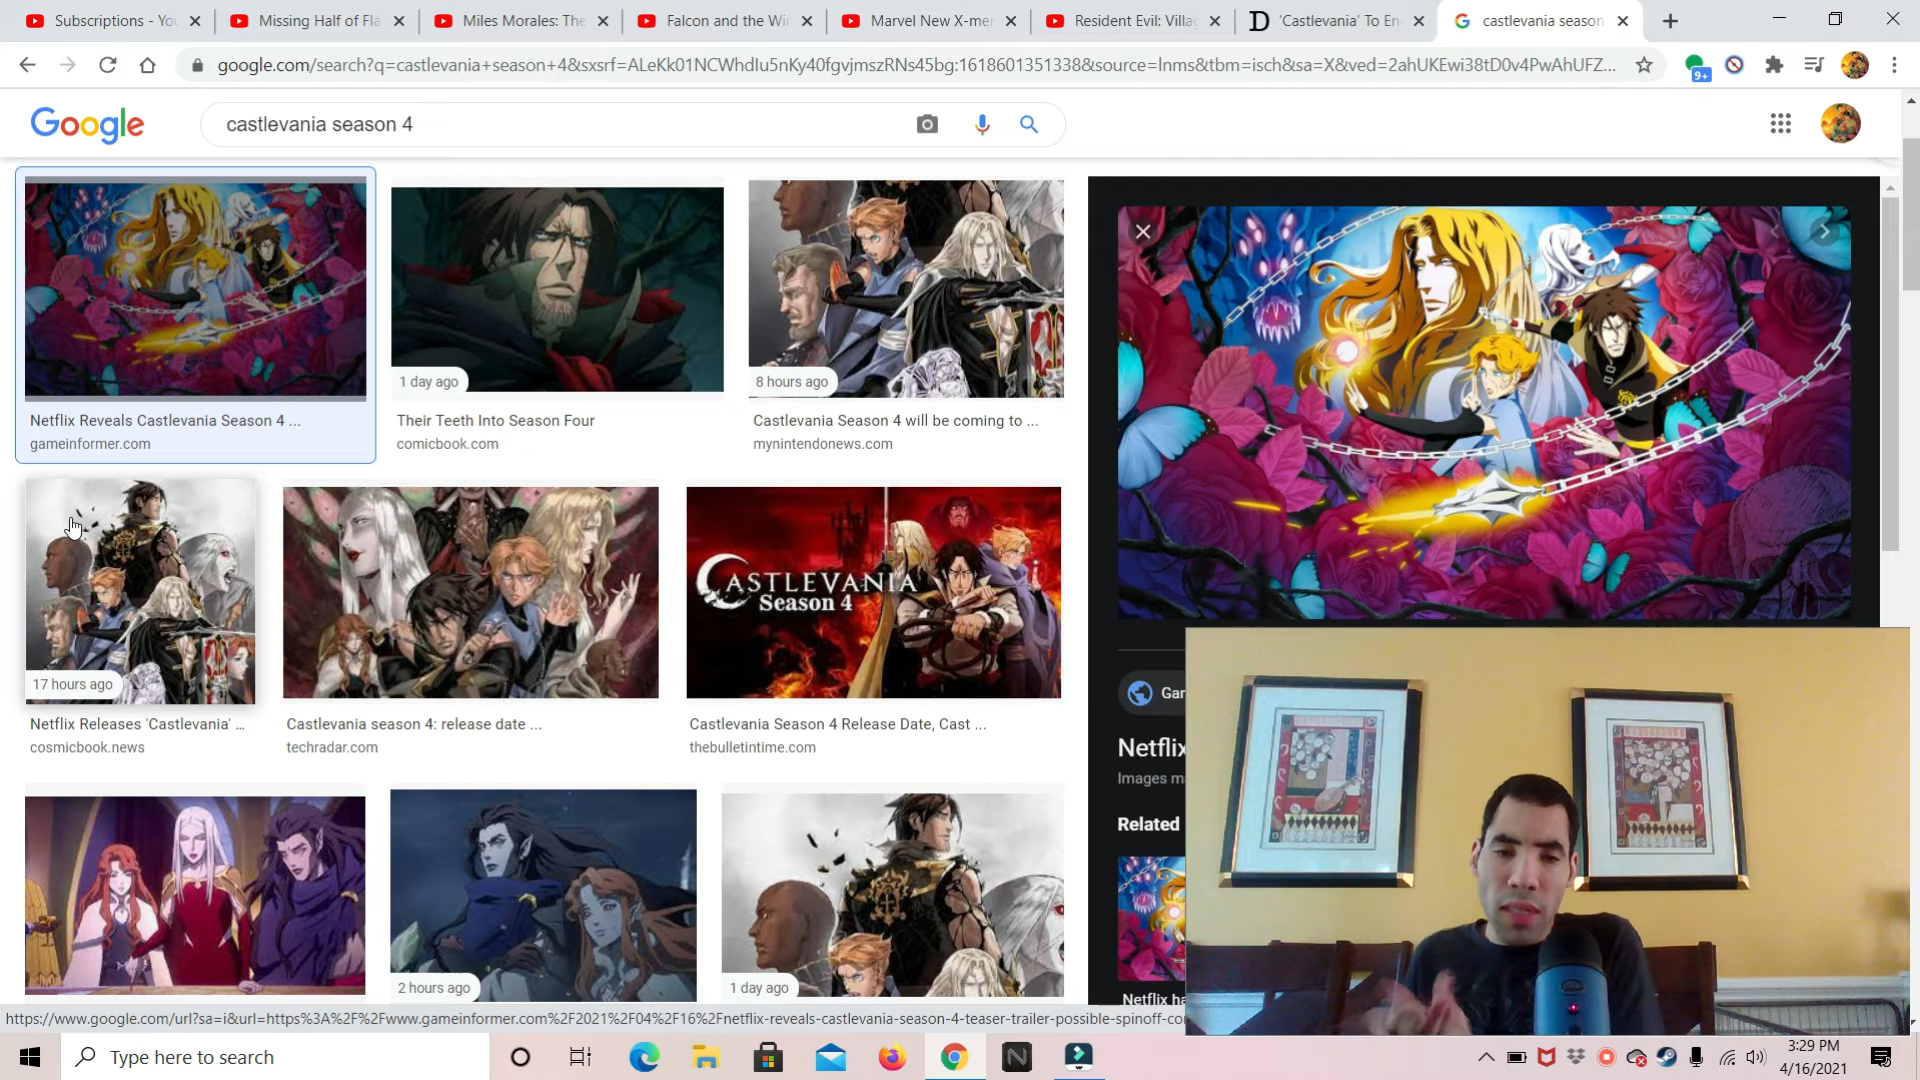 Subscriptions - Yo
Missing Half of Fla
Miles Morales: The
Falcon and the Wi
Marvel New X-me
Resident Evil: Villa
'Castlevania' To En
castlevania season
google.com/search?q=castlevania+season+4&sxsrf=ALeKk01NCWhdIu5nKy40fgvjmszRNs45bg:1618601351338&source=lnms&tbm=isch&sa=X&ved=2ahUKEwi38tD0v4PwAhUFZ...
9+
Google
castlevania season 4
1 day ago
8 hours ago
Netflix Reveals Castlevania Season 4 ...
gameinformer.com
Their Teeth Into Season Four
comicbook.com
Castlevania Season 4 will be coming to ...
mynintendonews.com
CASTLEVANIA
Season 4
17 hours ago
Gar
Netflix Releases 'Castlevania' ...
cosmicbook.news
Castlevania season 4: release date ...
techradar.com
Castlevania Season 4 Release Date, Cast ...
thebulletintime.com
Netflix
Images m
Related
2 hours ago
1 day ago
Netflix ha
https://www.google.com/url?sa=i&url=https%3A%2F%2Fwww.gameinformer.com%2F2021%2F04%2F16%2Fnetflix-reveals-castlevania-season-4-teaser-trailer-possible-spinoff-co
Type here to search
3:29 PM
4/16/2021